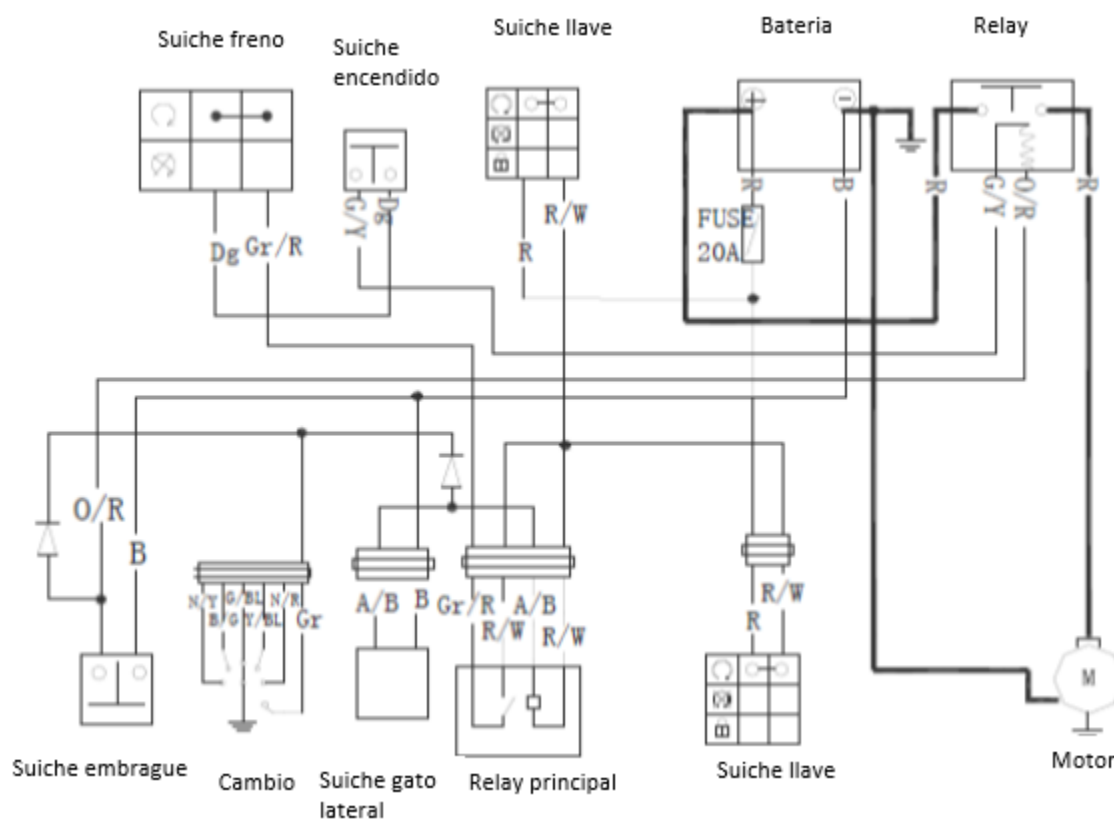 Suiche freno
Suiche
encendido
Suiche llave
Bateria
Relay
+
-
G/Y
Dg
R/W
R
R
B
R
G/Y
O/R
R
Dg
Gr/R
FUSE
20A
O/R
B
N/Y
B/
G/BL
G
Y/BL
N/R
Gr
A/B
B
Gr/R
R/W
A/B
R/W
R/W
R
M
Suiche embrague
Cambio
Suiche gato
lateral
Relay principal
Suiche llave
Motor